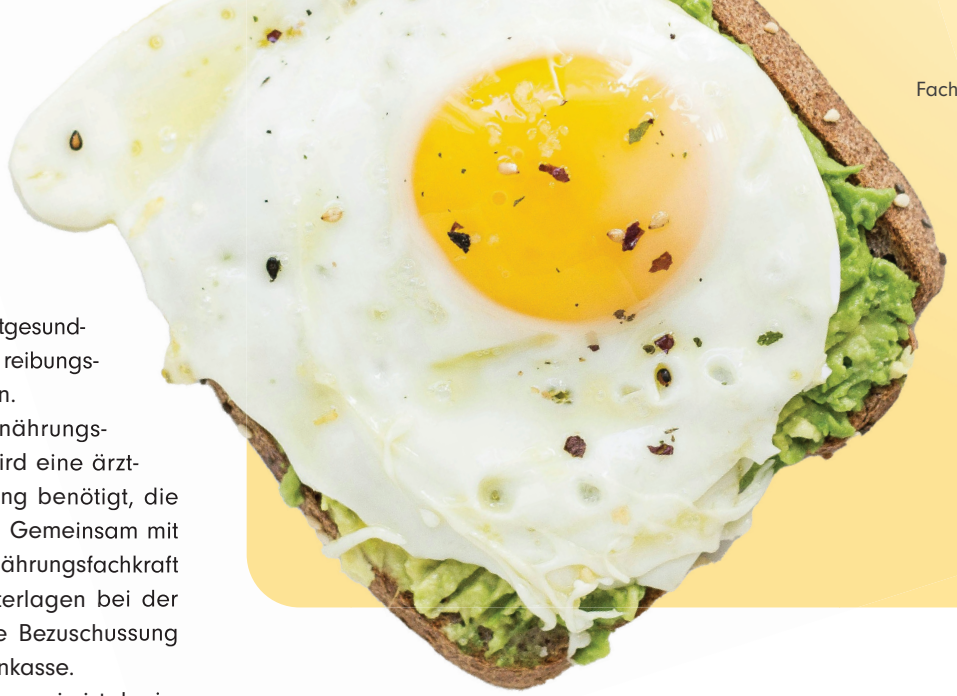 tgesund-
reibungs-
n.
nährungs-
ird eine ärzt-
ng benötigt, die
Gemeinsam mit
ährungsfachkraft
terlagen bei der
e Bezuschussung
nkasse.
Fach